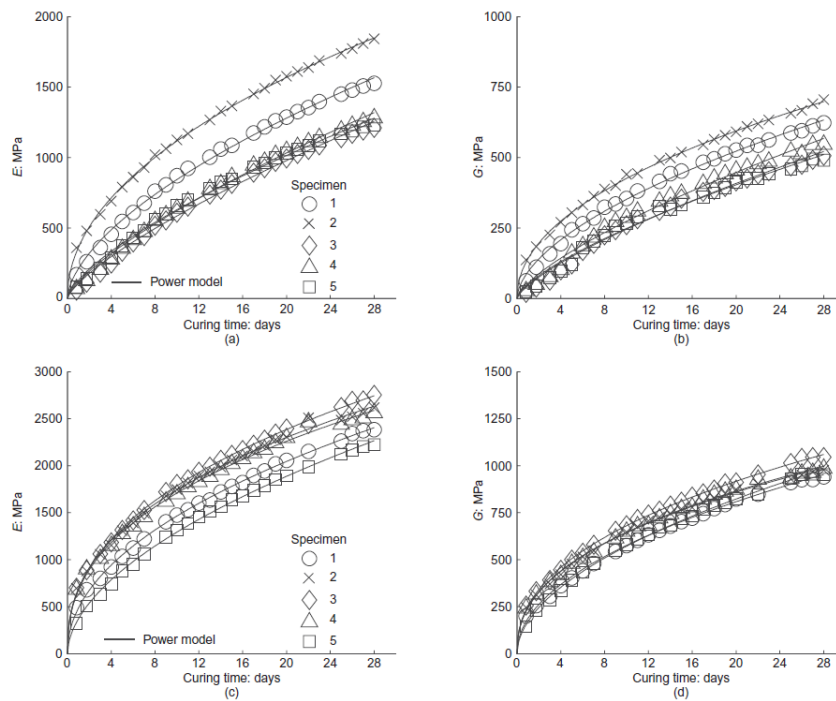 2000
1500
1000
500
0
E: MPa
Specimen
1
2
3
4
5
Power model
0 4 8 12 16 20 24 28
Curing time: days
(a)
1000
750
500
250
0
G: MPa
0 4 8 12 16 20 24 28
Curing time: days
(b)
3000
2500
2000
1500
1000
500
0
E: MPa
Specimen
1
2
3
4
5
Power model
0 4 8 12 16 20 24 28
Curing time: days
(c)
1500
1250
1000
750
500
250
0
G: MPa
0 4 8 12 16 20 24 28
Curing time: days
(d)